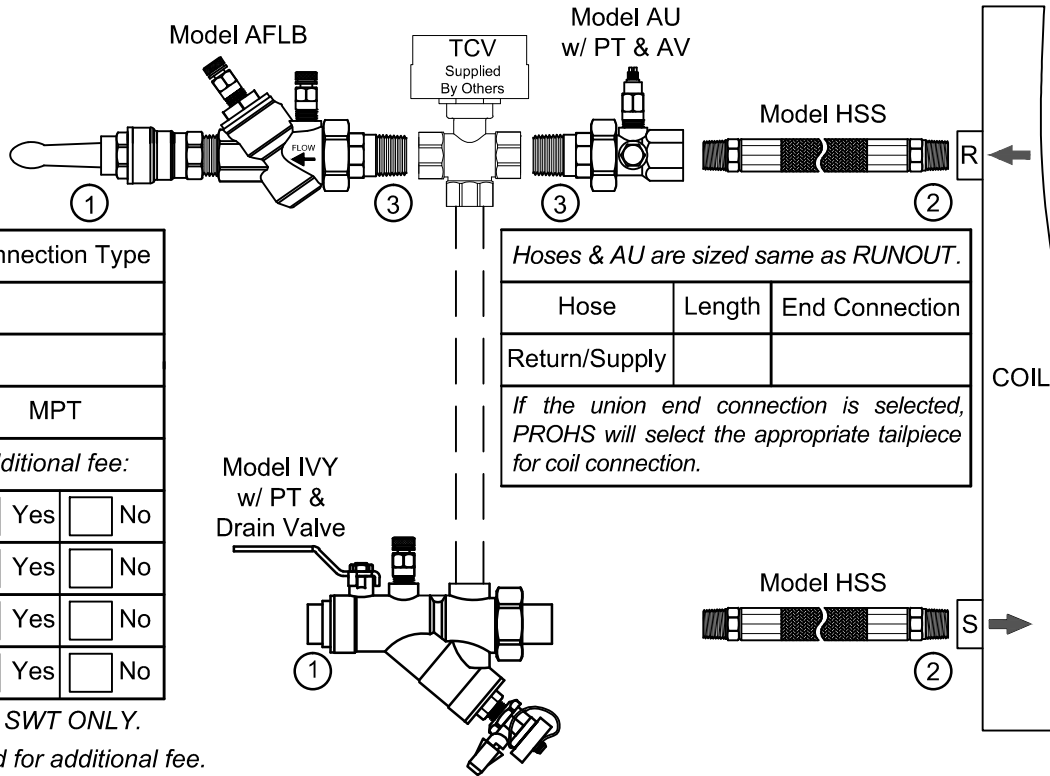 Model AFLB
TCV
Supplied
By Others
Model AU
w/ PT & AV
Model HSS
FLOW
R
1
3
3
2
nnection Type
MPT
dditional fee:
Yes No
Yes No
Yes No
Yes No
SWT ONLY.
d for additional fee.
Hoses & AU are sized same as RUNOUT.
Hose Length End Connection
Return/Supply
If the union end connection is selected,
PROHS will select the appropriate tailpiece
for coil connection.
COIL
Model IVY
w/ PT &
Drain Valve
1
Model HSS
S
2